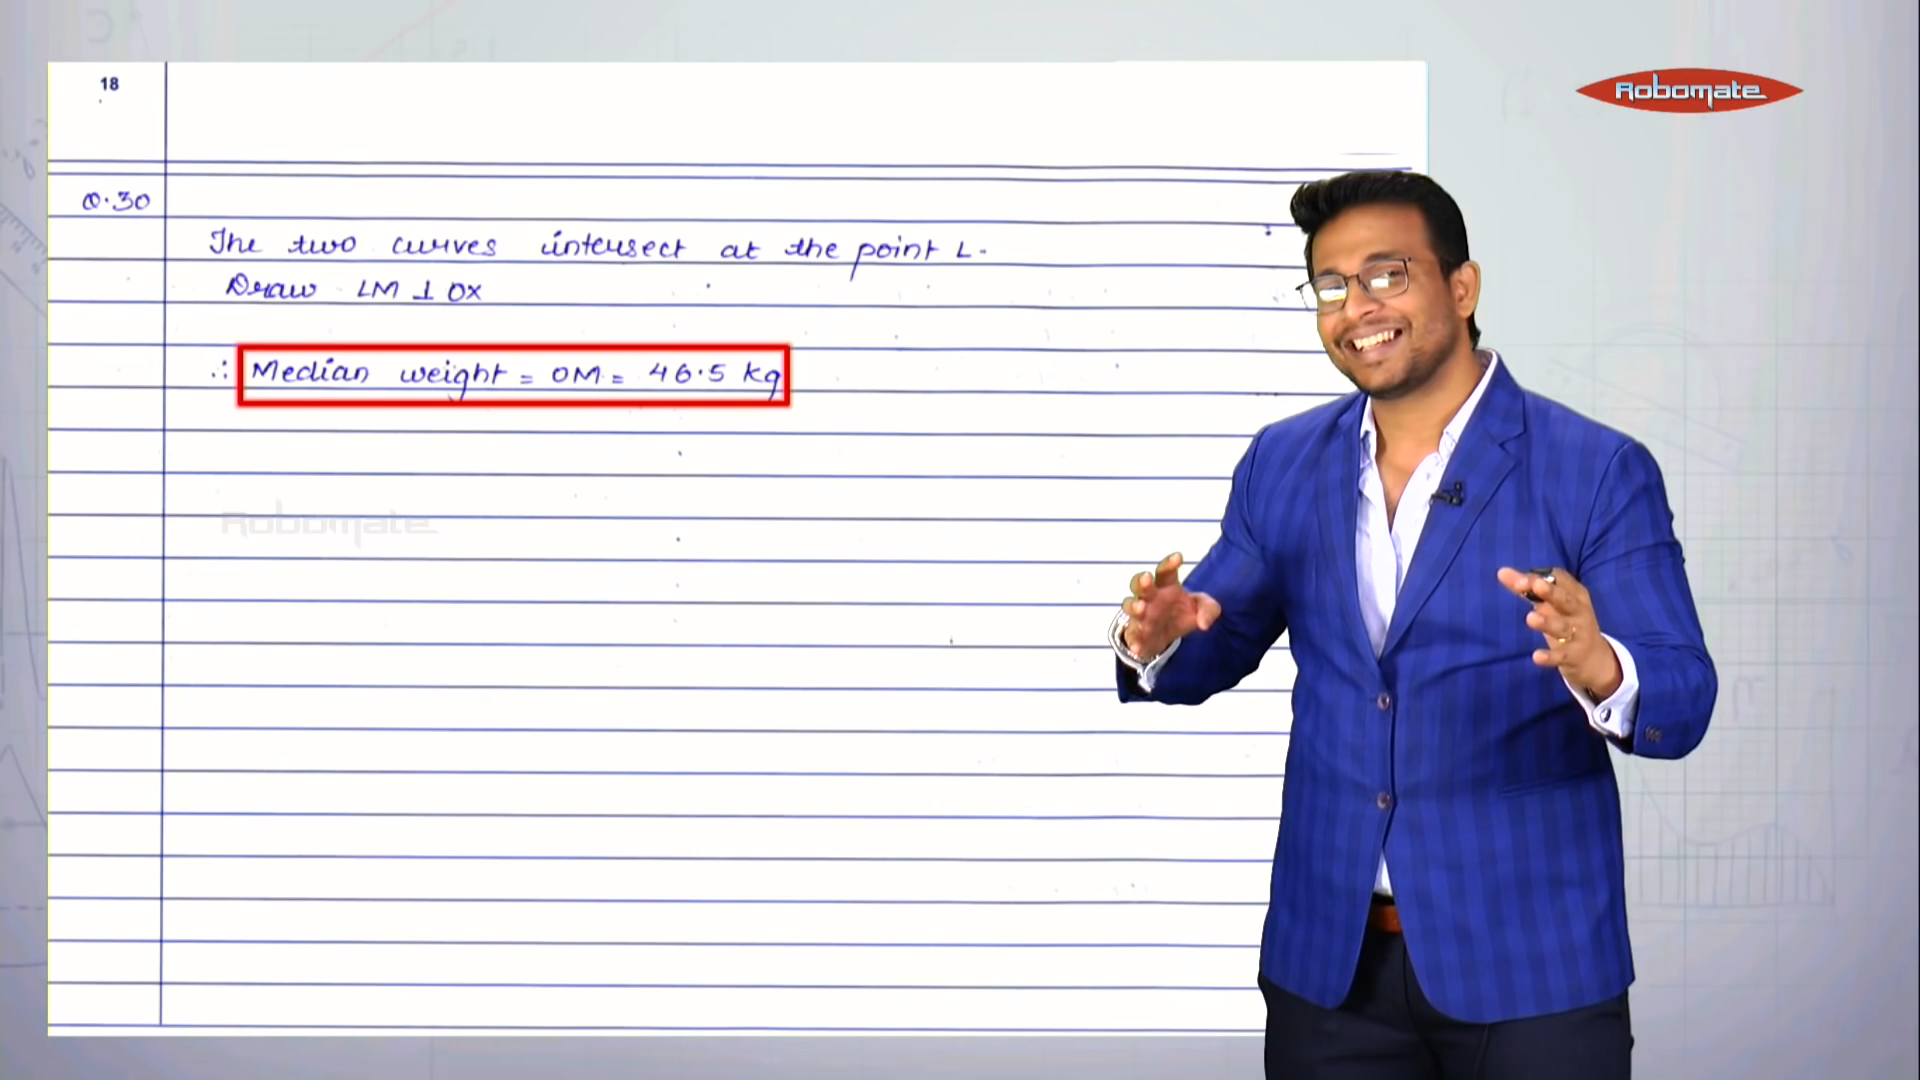 18
Robomate
Q.30
The two curves intersect at the point L.
Draw LM ⊥ OX
∴ Median weight = OM = 46.5 kg
Robomate